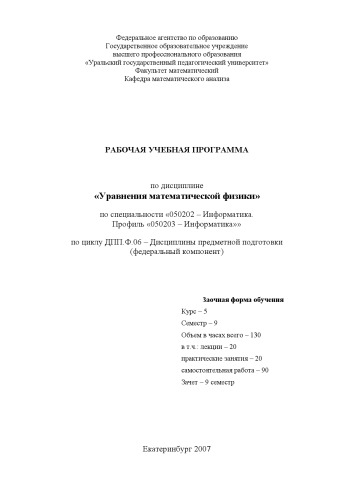 Федеральное агентство по образованию
Государственное образовательное учреждение
высшего профессионального образования
«Уральский государственный педагогический университет»
Факультет математический
Кафедра математического анализа
РАБОЧАЯ УЧЕБНАЯ ПРОГРАММА
по дисциплине
«Уравнения математической физики»
по специальности «050202 – Информатика.
Профиль «050203 – Информатика»»
по циклу ДПП.Ф.06 – Дисциплины предметной подготовки
(федеральный компонент)
Заочная форма обучения
Курс – 5
Семестр – 9
Объем в часах всего – 130
в т.ч.: лекции – 20
практические занятия – 20
самостоятельная работа – 90
Зачет – 9 семестр
Екатеринбург 2007